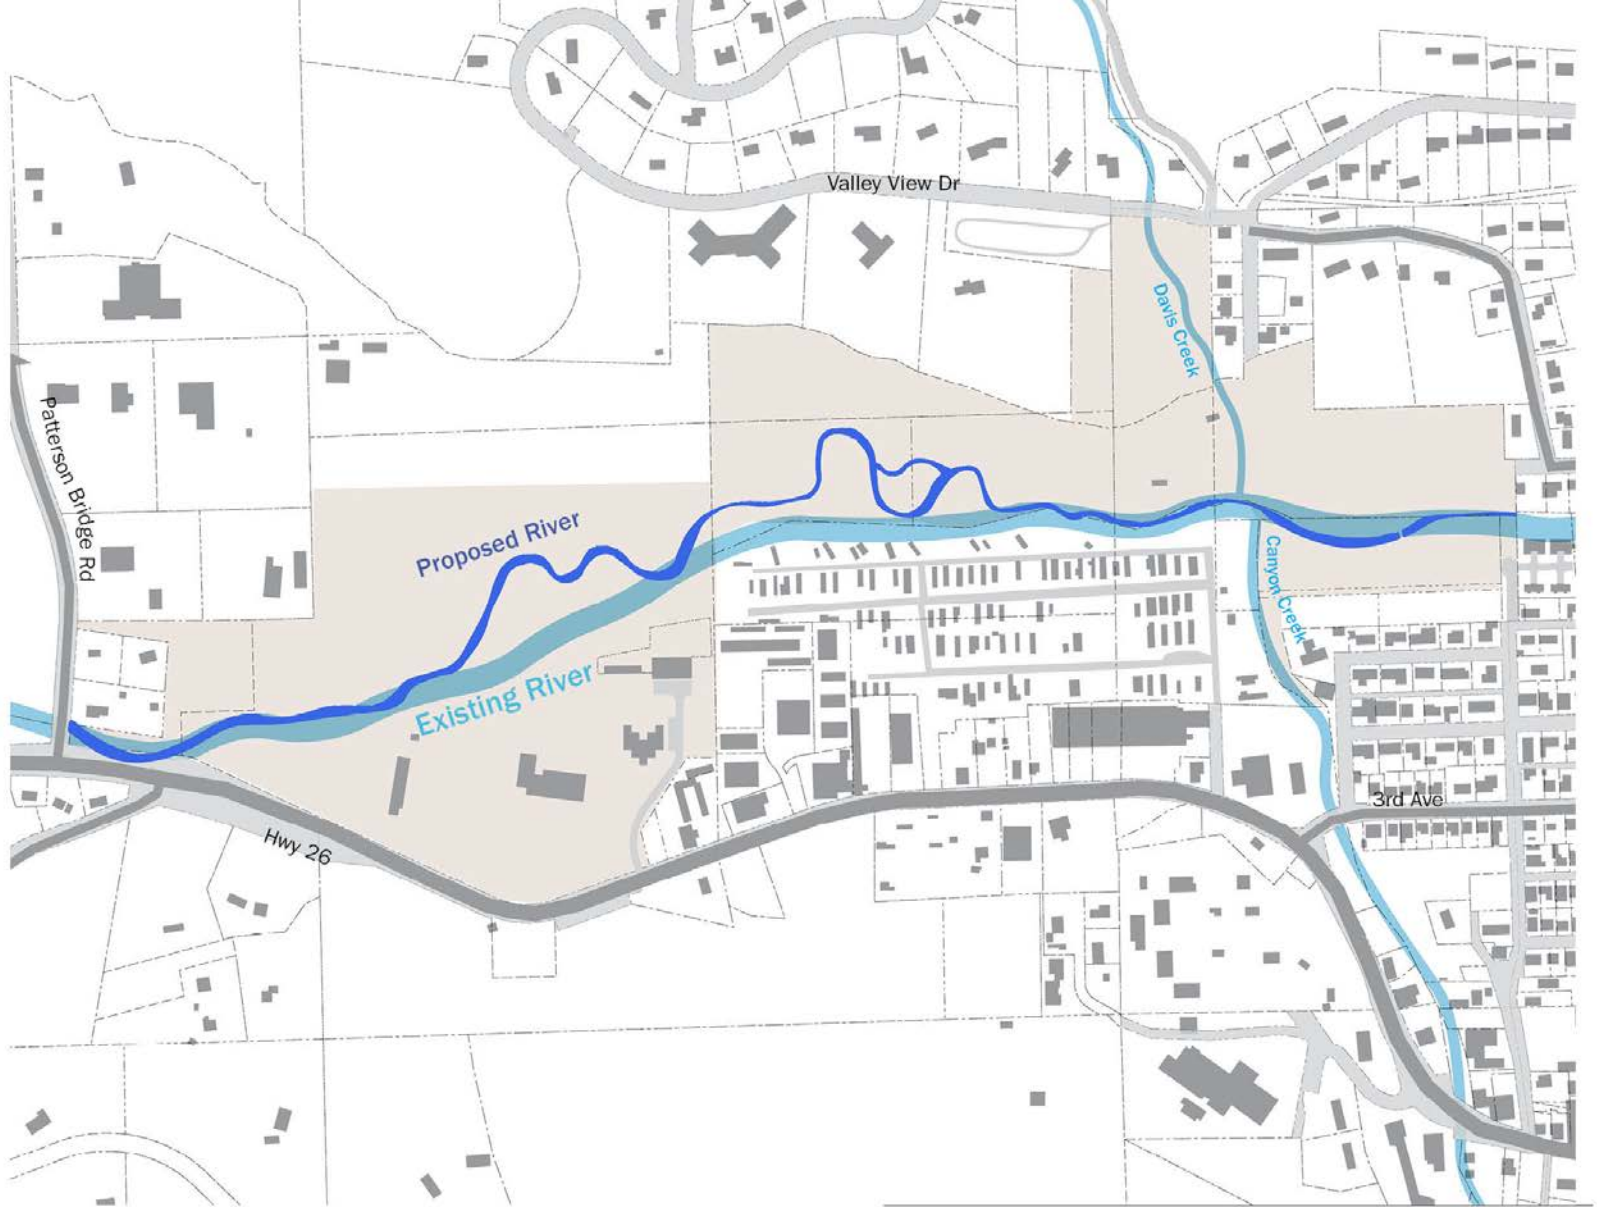 Valley View Dr
Davis Creek
Patterson Bridge Rd
Proposed River
Existing River
Canyon Creek
3rd Ave
Hwy 26